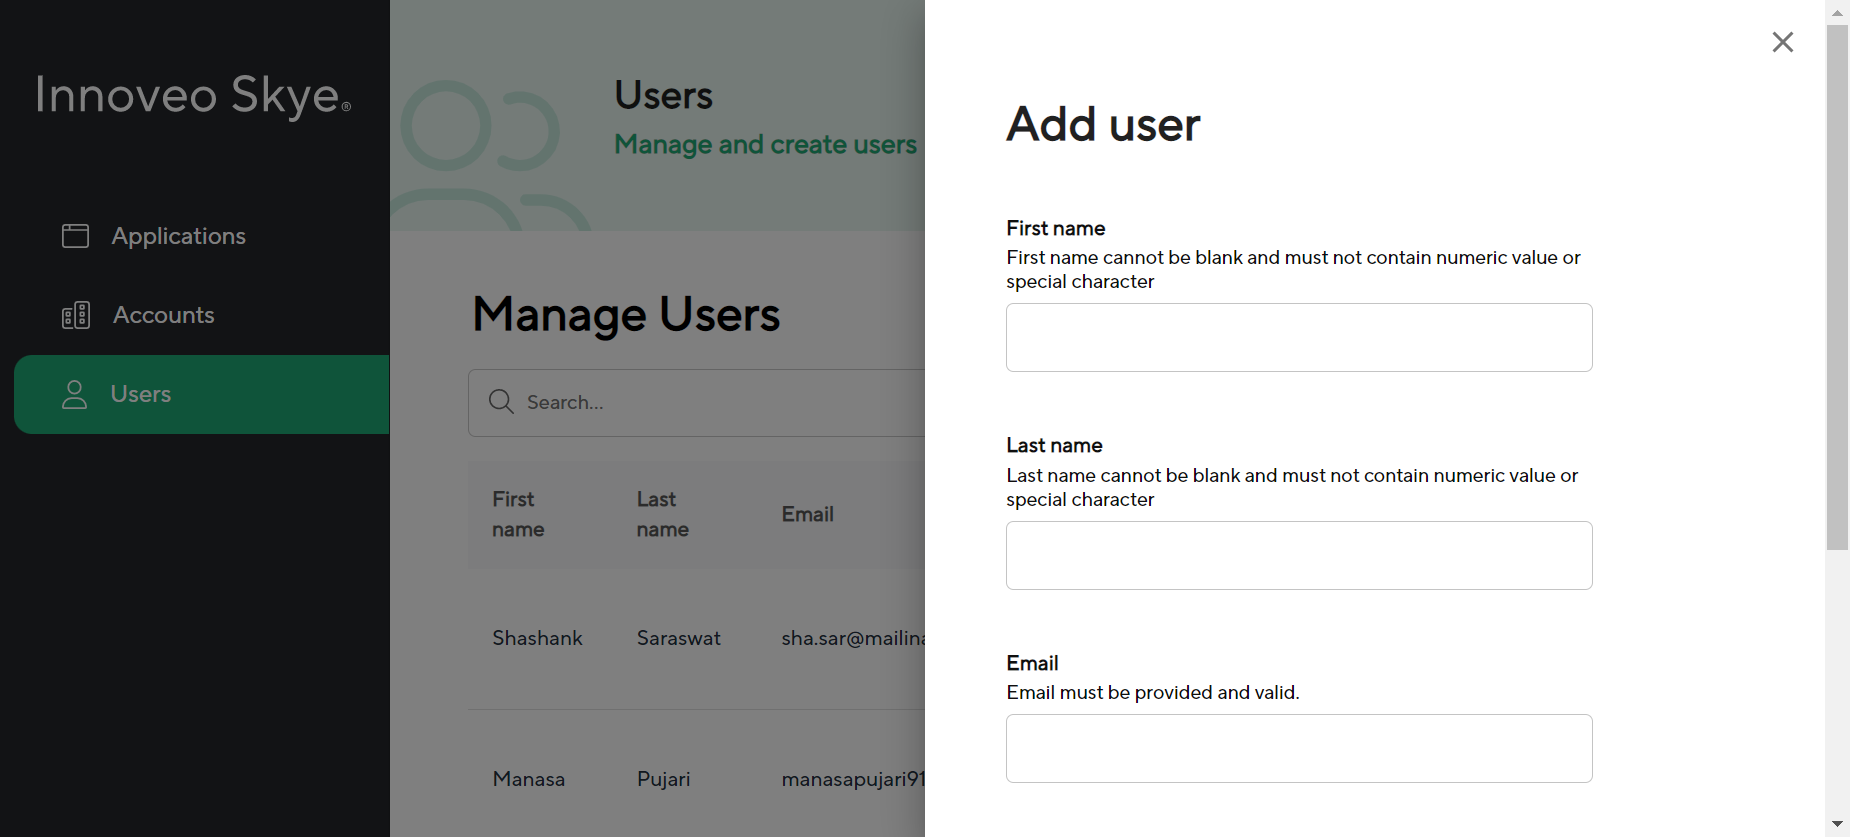 Innoveo Skye®
Applications
Accounts
Users
Users
Manage and create users
Manage Users
Search...
First
name
Last
name
Email
Shashank
Saraswat
sha.sar@mailina
Manasa
Pujari
manasapujari91
Add user
First name
First name cannot be blank and must not contain numeric value or
special character
Last name
Last name cannot be blank and must not contain numeric value or
special character
Email
Email must be provided and valid.